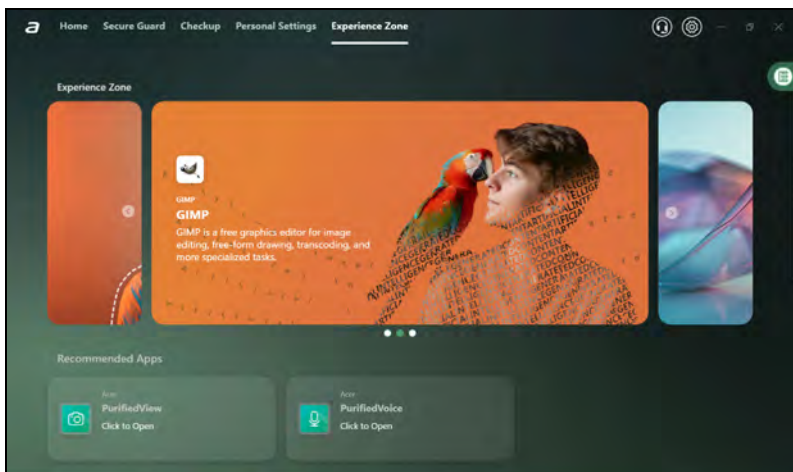 a Home Secure Guard Checkup Personal Settings Experience Zone
Experience Zone
GIMP
GIMP
GIMP is a free graphics editor for image
editing, free-form drawing, transcoding, and
more specialized tasks.
Recommended Apps
Acer
PurifiedView
Click to Open
Acer
PurifiedVoice
Click to Open